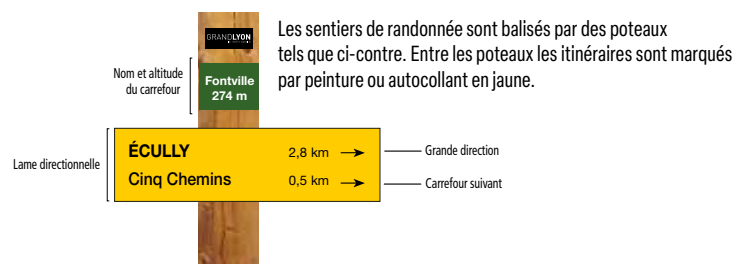 GRANDLYON
Les sentiers de randonnée sont balisés par des poteaux
tels que ci-contre. Entre les poteaux les itinéraires sont marqués
par peinture ou autocollant en jaune.
Nom et altitude
du carrefour
Fontville
274 m
Lame directionnelle
ÉCULLY 2,8 km → Grande direction
Cinq Chemins 0,5 km → Carrefour suivant